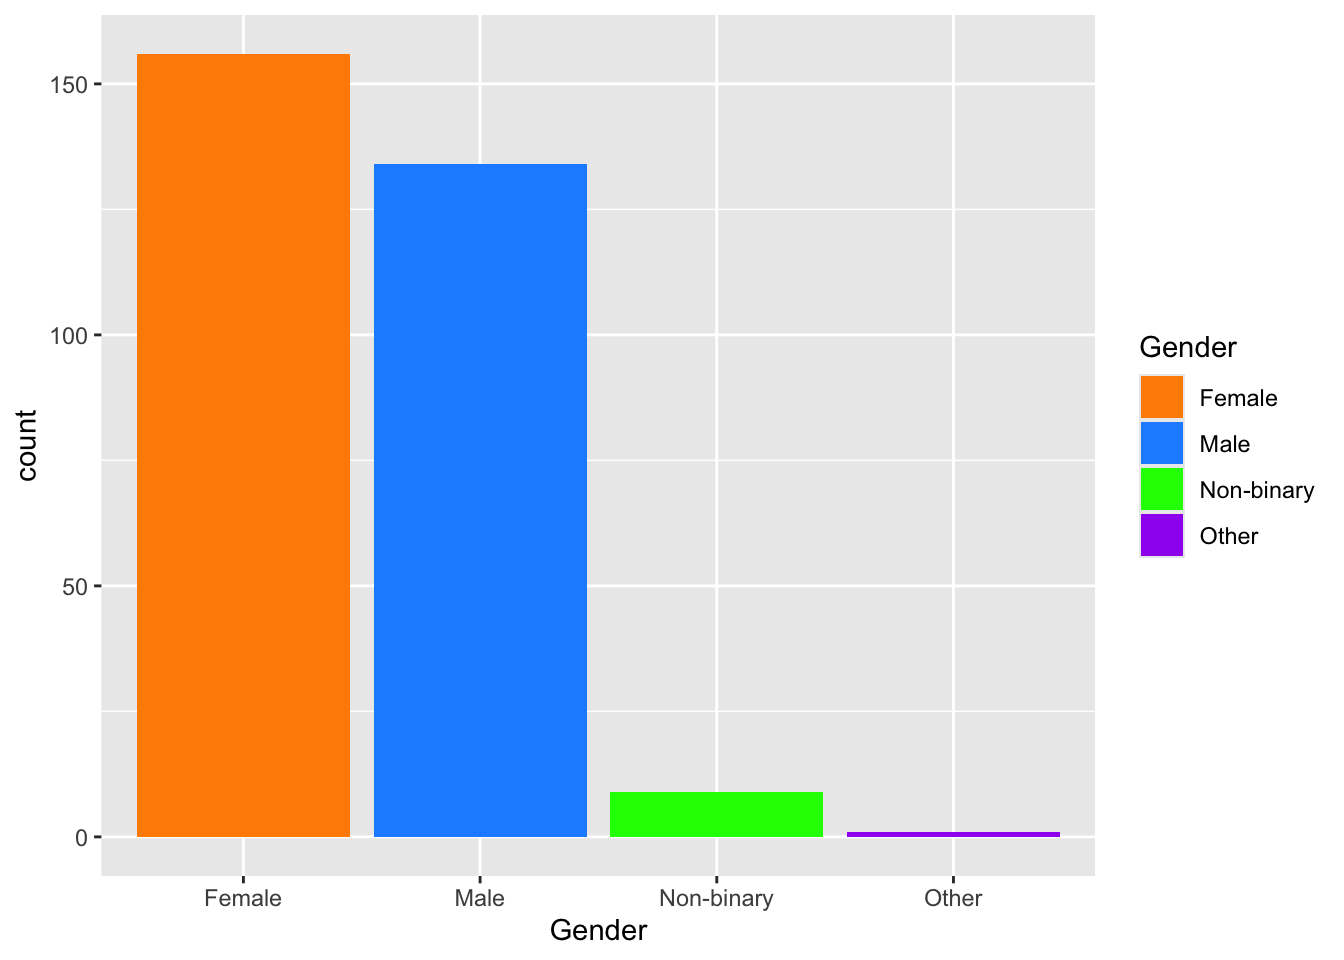 150
100
50
0
count
Female
Male
Non-binary
Other
Gender
Gender
Female
Male
Non-binary
Other